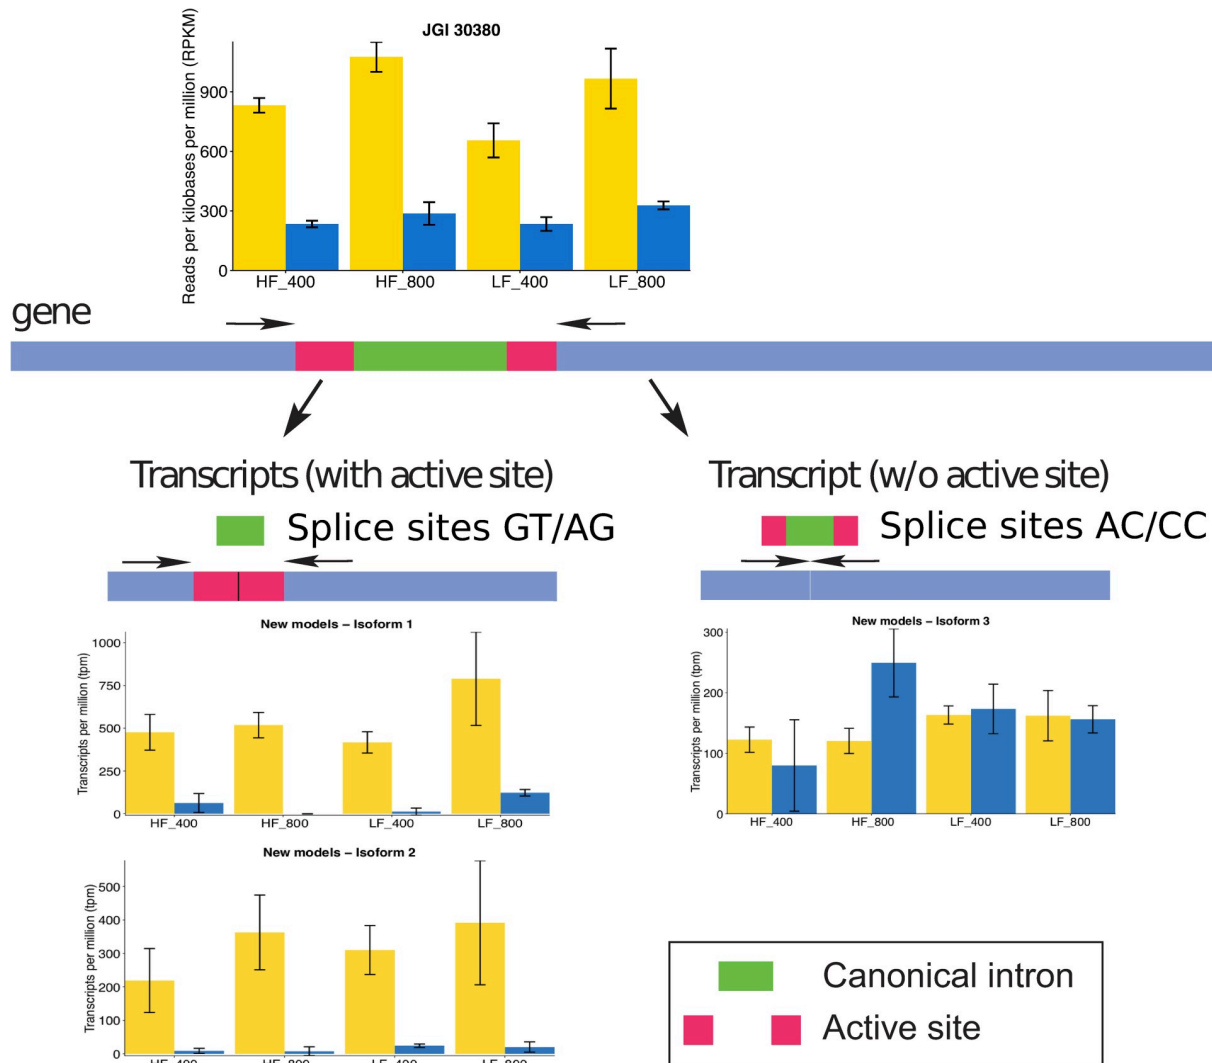 JGI 30380
Reads per kilobases per million (RPKM)
900
600
300
0
HF_400 HF_800 LF_400 LF_800
gene
Transcripts (with active site)
Splice sites GT/AG
Transcript (w/o active site)
Splice sites AC/CC
New models – Isoform 1
Transcripts per million (tpm)
1000
750
500
250
0
HF_400 HF_800 LF_400 LF_800
New models – Isoform 3
Transcripts per million (tpm)
300
200
100
0
HF_400 HF_800 LF_400 LF_800
New models – Isoform 2
Transcripts per million (tpm)
500
400
300
200
100
0
HF_400 HF_800 LF_400 LF_800
Canonical intron
Active site